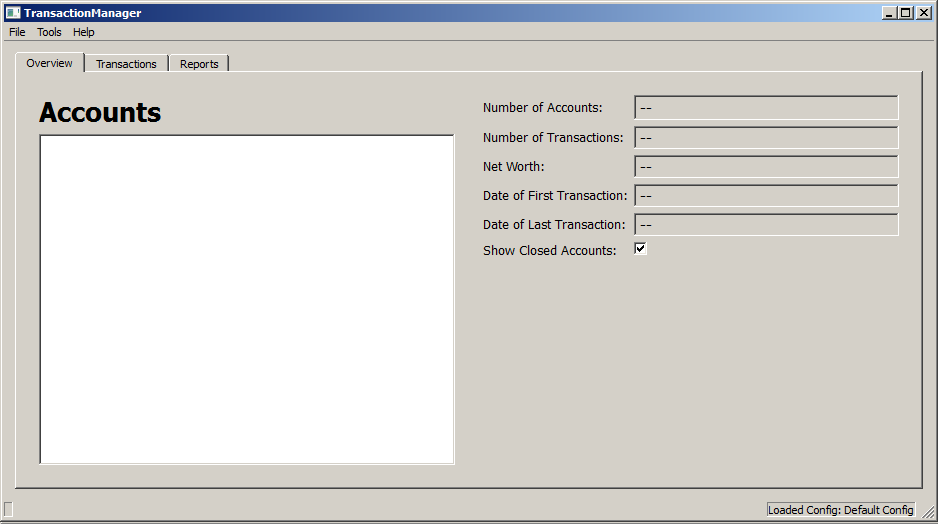 TransactionManager
File Tools Help
Overview Transactions Reports
Accounts
Number of Accounts: --
Number of Transactions: --
Net Worth: --
Date of First Transaction: --
Date of Last Transaction: --
Show Closed Accounts:
Loaded Config: Default Config